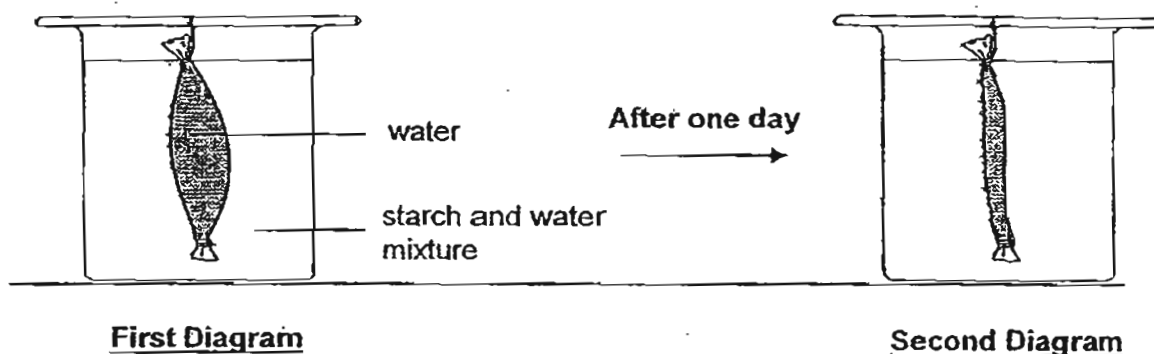 water
After one day
starch and water
mixture
First Diagram
Second Diagram